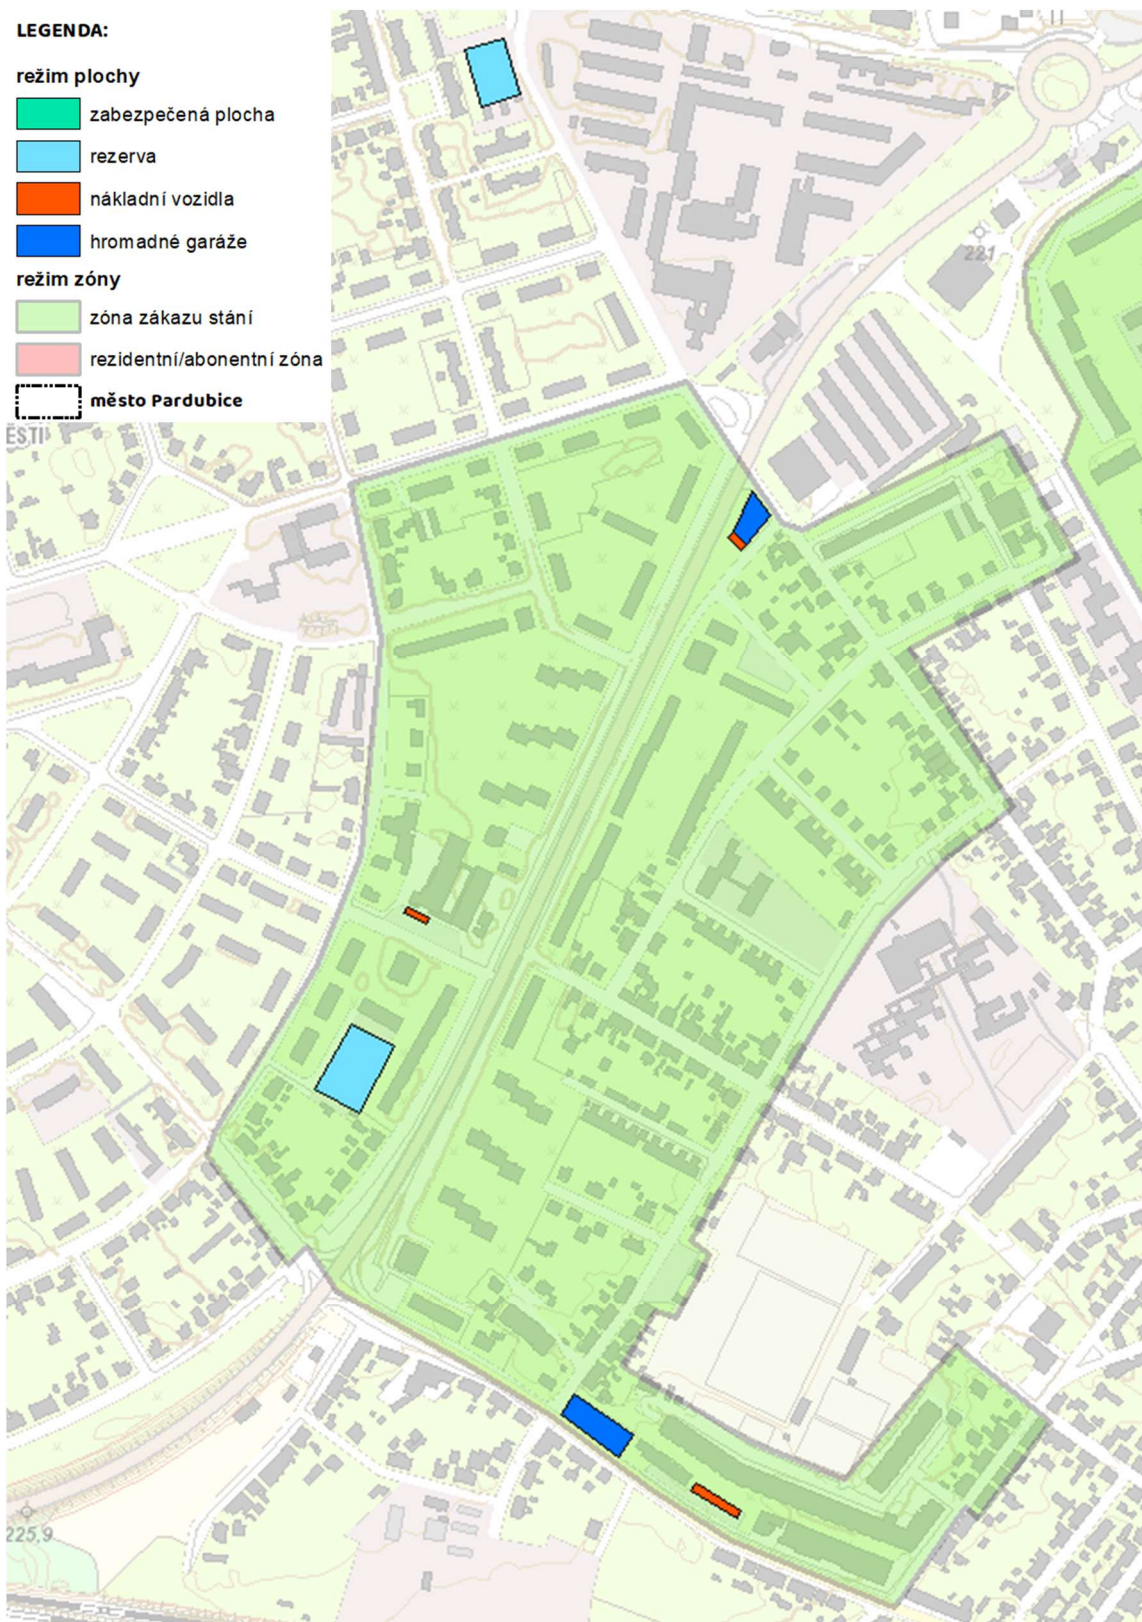 LEGENDA:
režim plochy
zabezpečená plocha
rezerva
nákladní vozidla
hromadné garáže
režim zóny
zóna zákazu stání
rezidentní/abonentní zóna
město Pardubice
221
ESTI
225,9